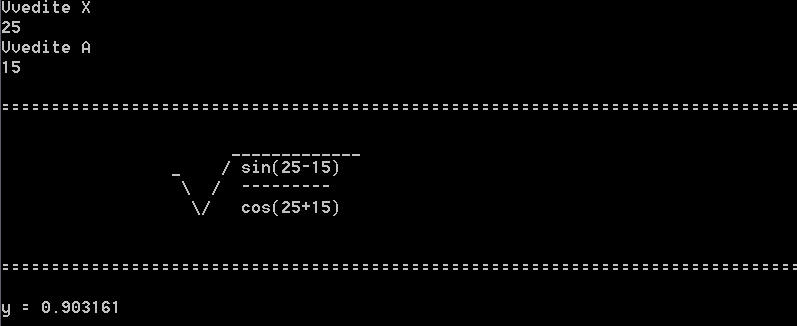 Vvedite X
25
Vvedite A
15
================================================================================
_____________
_ / sin(25-15)
\ / ---------
\/ cos(25+15)
================================================================================
y = 0.903161